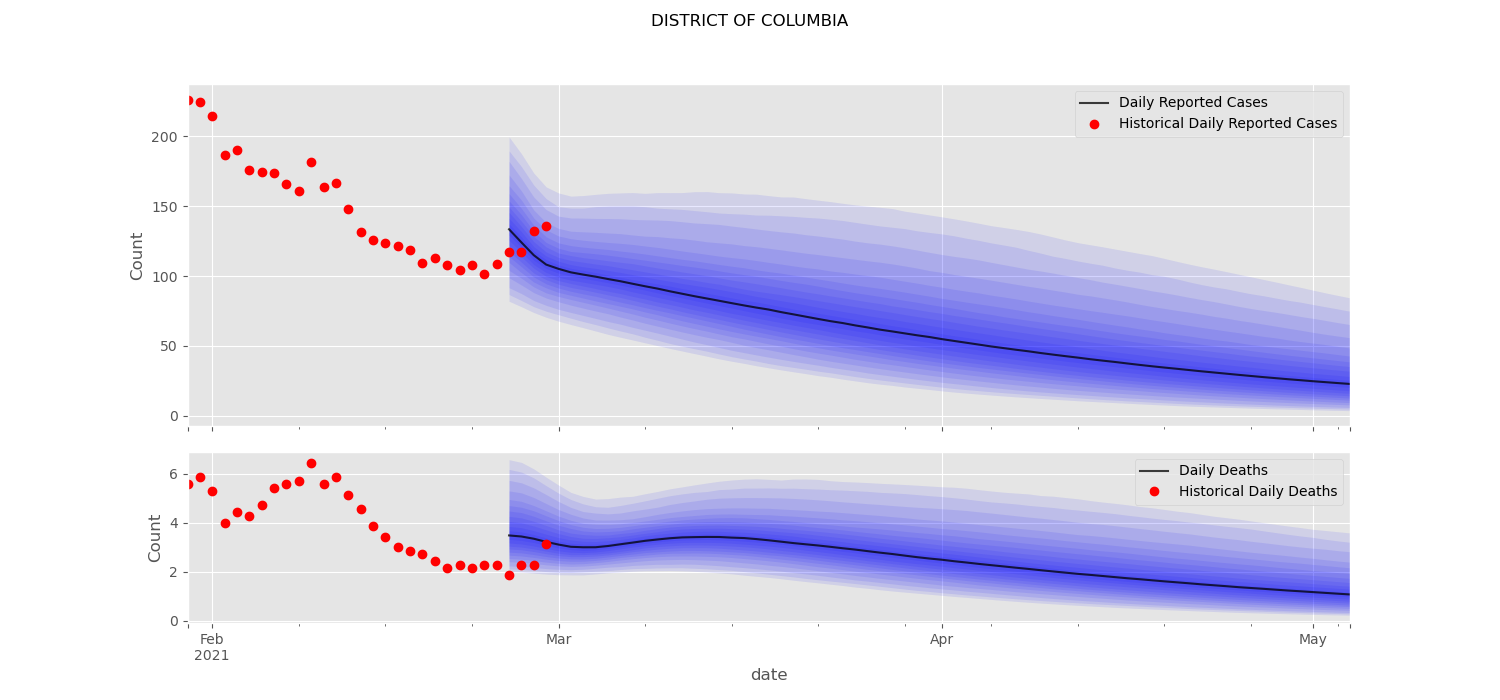 DISTRICT OF COLUMBIA
Daily Reported Cases
Historical Daily Reported Cases
200
150
100
50
0
Count
Daily Deaths
Historical Daily Deaths
6
4
2
0
Count
Feb
2021
Mar
Apr
May
date